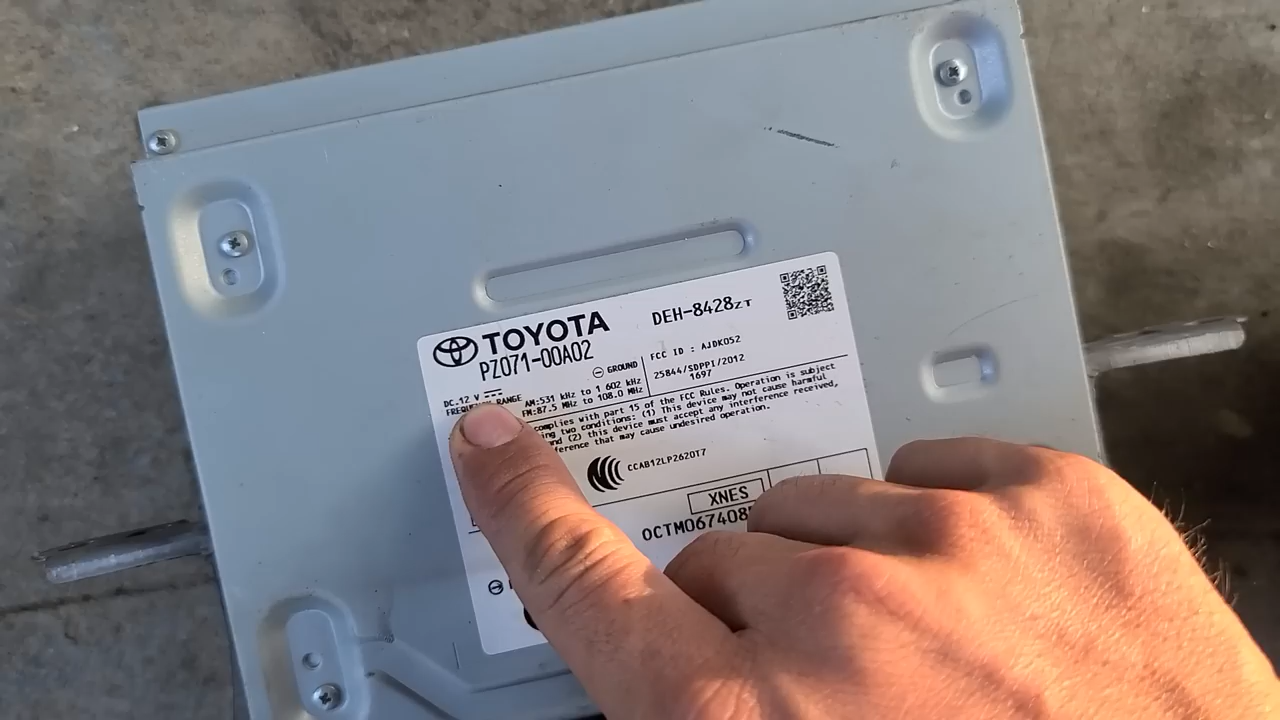 TOYOTA
DEH-8428ZT
PZ071-00A02
GROUND
FCC ID : AJDK052
25844/SDPPI/2012
1697
DC.12 V
RANGE
AM:531 kHz to 1 602 kHz
FM:87.5 MHz to 108.0 MHz
complies with part 15 of the FCC Rules. Operation is subject
two conditions: (1) This device may not cause harmful
and (2) this device must accept any interference received,
that may cause undesired operation.
CCAB12LP2620T7
XNES
OCTM067408